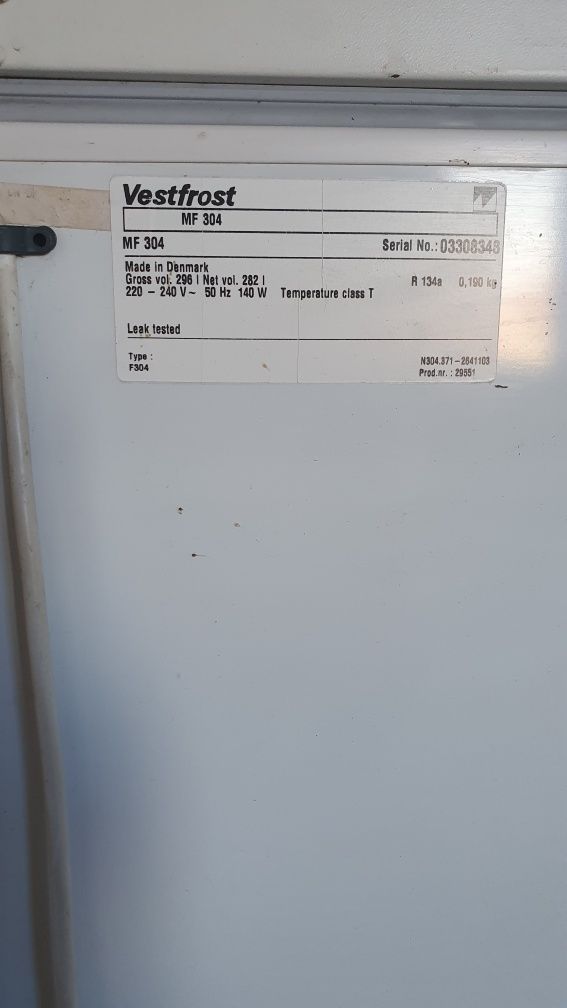 Vestfrost
MF 304
MF 304 Serial No.: 03308348
Made in Denmark
Gross vol. 296 l Net vol. 282 l R 134a 0,190 kg
220 - 240 V~ 50 Hz 140 W Temperature class T
Leak tested
Type : N304.371-2641103
F304 Prod.nr. : 29551